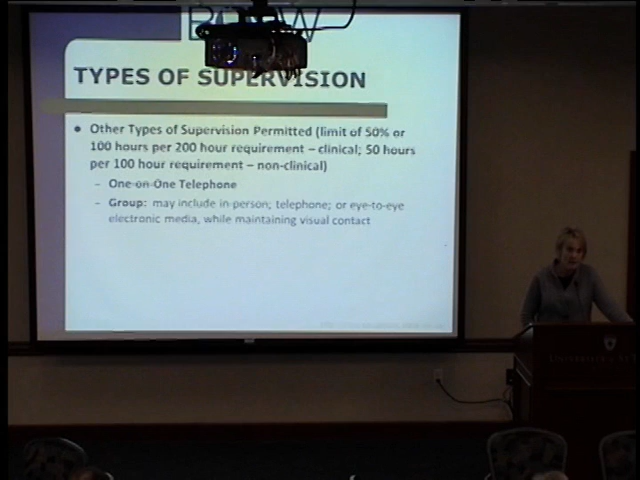 TYPES OF SUPERVISION
• Other Types of Supervision Permitted (limit of 50% or
100 hours per 200 hour requirement – clinical; 50 hours
per 100 hour requirement – non-clinical)
– One-on-One Telephone
– Group: may include in-person; telephone; or eye-to-eye
electronic media, while maintaining visual contact